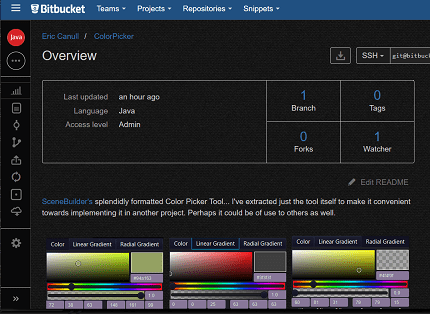 Bitbucket Teams Projects Repositories Snippets
Java
Eric Canull / ColorPicker
Overview
SSH git@bitbuc
Last updated an hour ago
Language Java
Access level Admin
1 Branch
0 Tags
0 Forks
1 Watcher
Edit README
SceneBuilder's splendidly formatted Color Picker Tool... I've extracted just the tool itself to make it convenient
towards implementing it in another project. Perhaps it could be of use to others as well.
Color Linear Gradient Radial Gradient
Color Linear Gradient Radial Gradient
Color Linear Gradient Radial Gradient